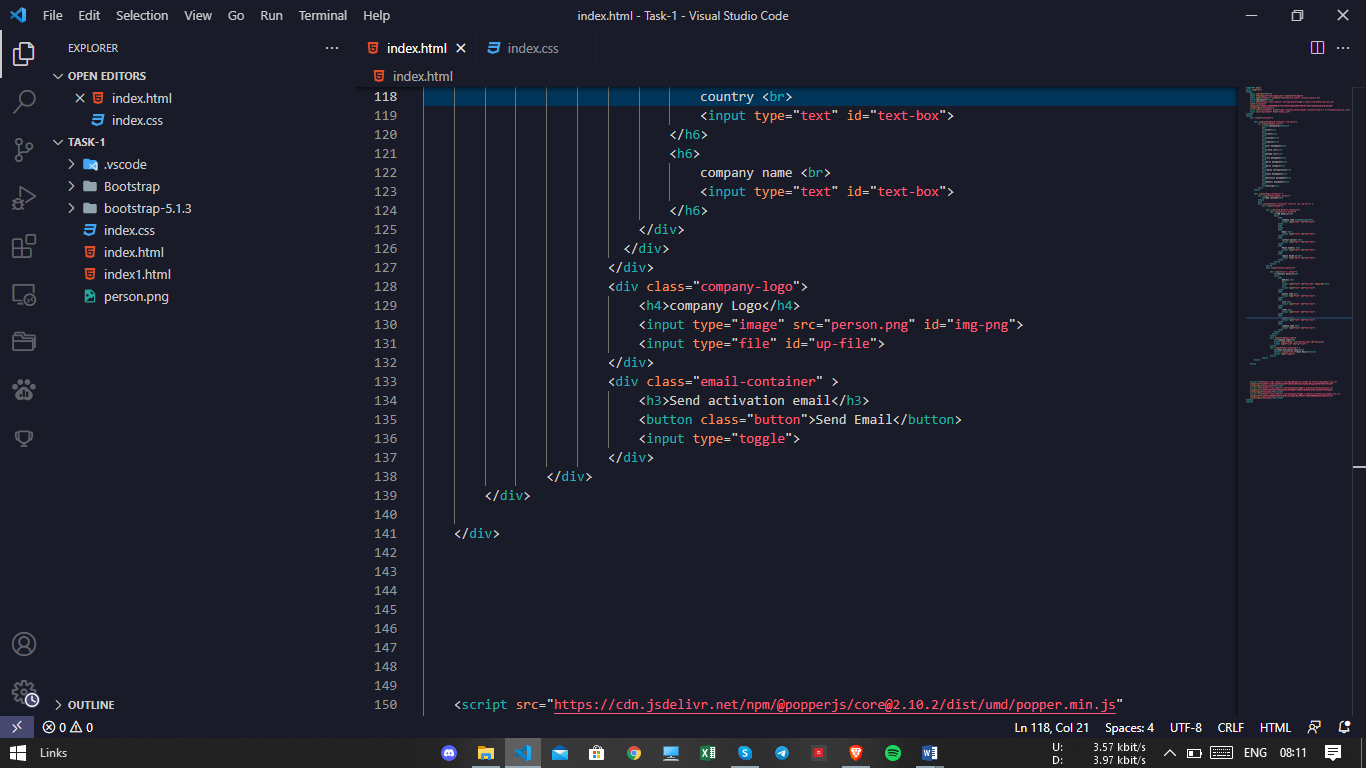 File Edit Selection View Go Run Terminal Help
index.html - Task-1 - Visual Studio Code
EXPLORER
OPEN EDITORS
index.html
index.css
TASK-1
.vscode
Bootstrap
bootstrap-5.1.3
index.css
index.html
index1.html
person.png
OUTLINE
index.html index.css
index.html
118 country <br>
119 <input type="text" id="text-box">
120 </h6>
121 <h6>
122 company name <br>
123 <input type="text" id="text-box">
124 </h6>
125 </div>
126 </div>
127 </div>
128 <div class="company-logo">
129 <h4>company Logo</h4>
130 <input type="image" src="person.png" id="img-png">
131 <input type="file" id="up-file">
132 </div>
133 <div class="email-container" >
134 <h3>Send activation email</h3>
135 <button class="button">Send Email</button>
136 <input type="toggle">
137 </div>
138 </div>
139 </div>
140
141 </div>
142
143
144
145
146
147
148
149
150 <script src="https://cdn.jsdelivr.net/npm/@popperjs/core@2.10.2/dist/umd/popper.min.js"
0 0 Ln 118, Col 21 Spaces: 4 UTF-8 CRLF HTML
Links
U: 3.57 kbit/s
D: 3.97 kbit/s
ENG 08:11